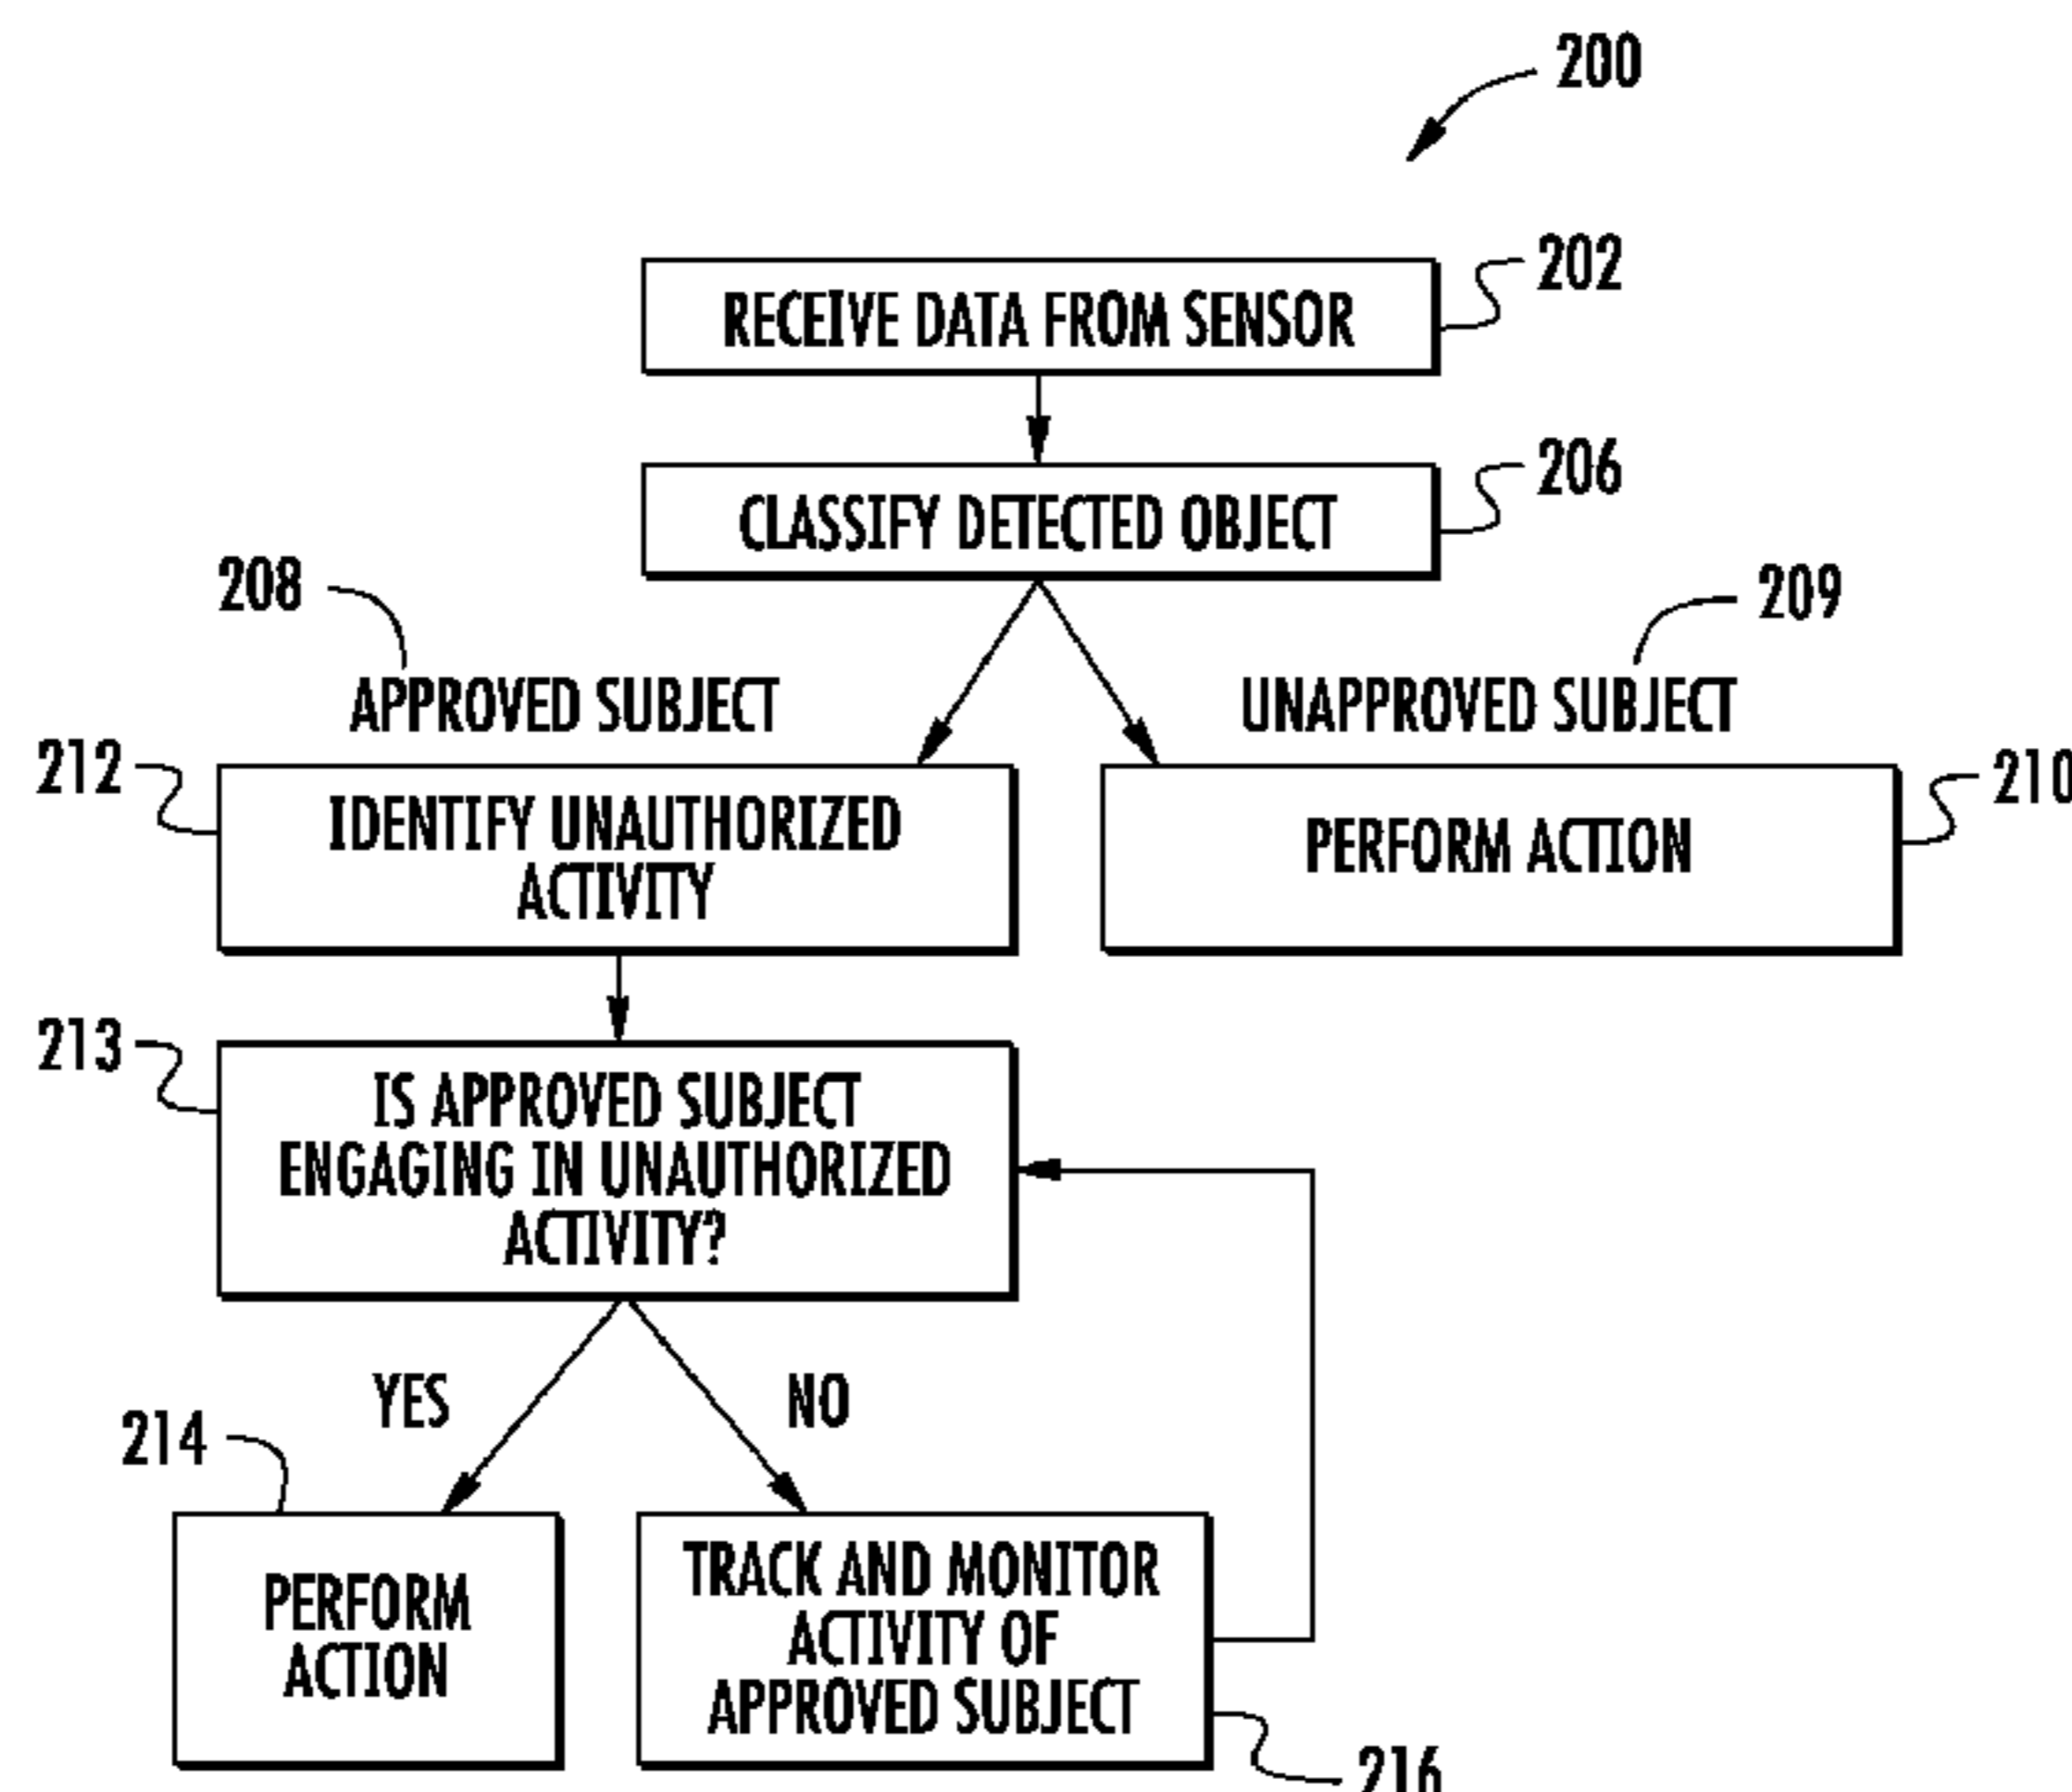 200
RECEIVE DATA FROM SENSOR
202
CLASSIFY DETECTED OBJECT
206
208
209
APPROVED SUBJECT
UNAPPROVED SUBJECT
212
IDENTIFY UNAUTHORIZED
ACTIVITY
PERFORM ACTION
210
213
IS APPROVED SUBJECT
ENGAGING IN UNAUTHORIZED
ACTIVITY?
YES
NO
214
PERFORM
ACTION
TRACK AND MONITOR
ACTIVITY OF
APPROVED SUBJECT
216